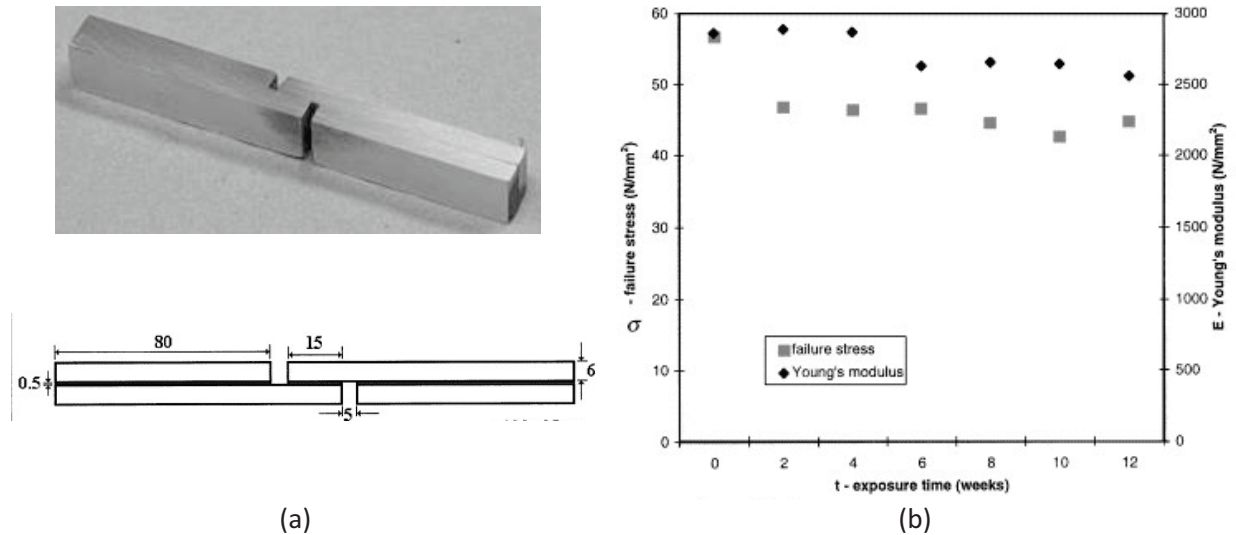 80
15
0.5
6
5
60
50
40
30
20
10
0
σ - failure stress (N/mm²)
3000
2500
2000
1500
1000
500
0
E - Young's modulus (N/mm²)
failure stress
Young's modulus
0 2 4 6 8 10 12
t - exposure time (weeks)
(a)
(b)